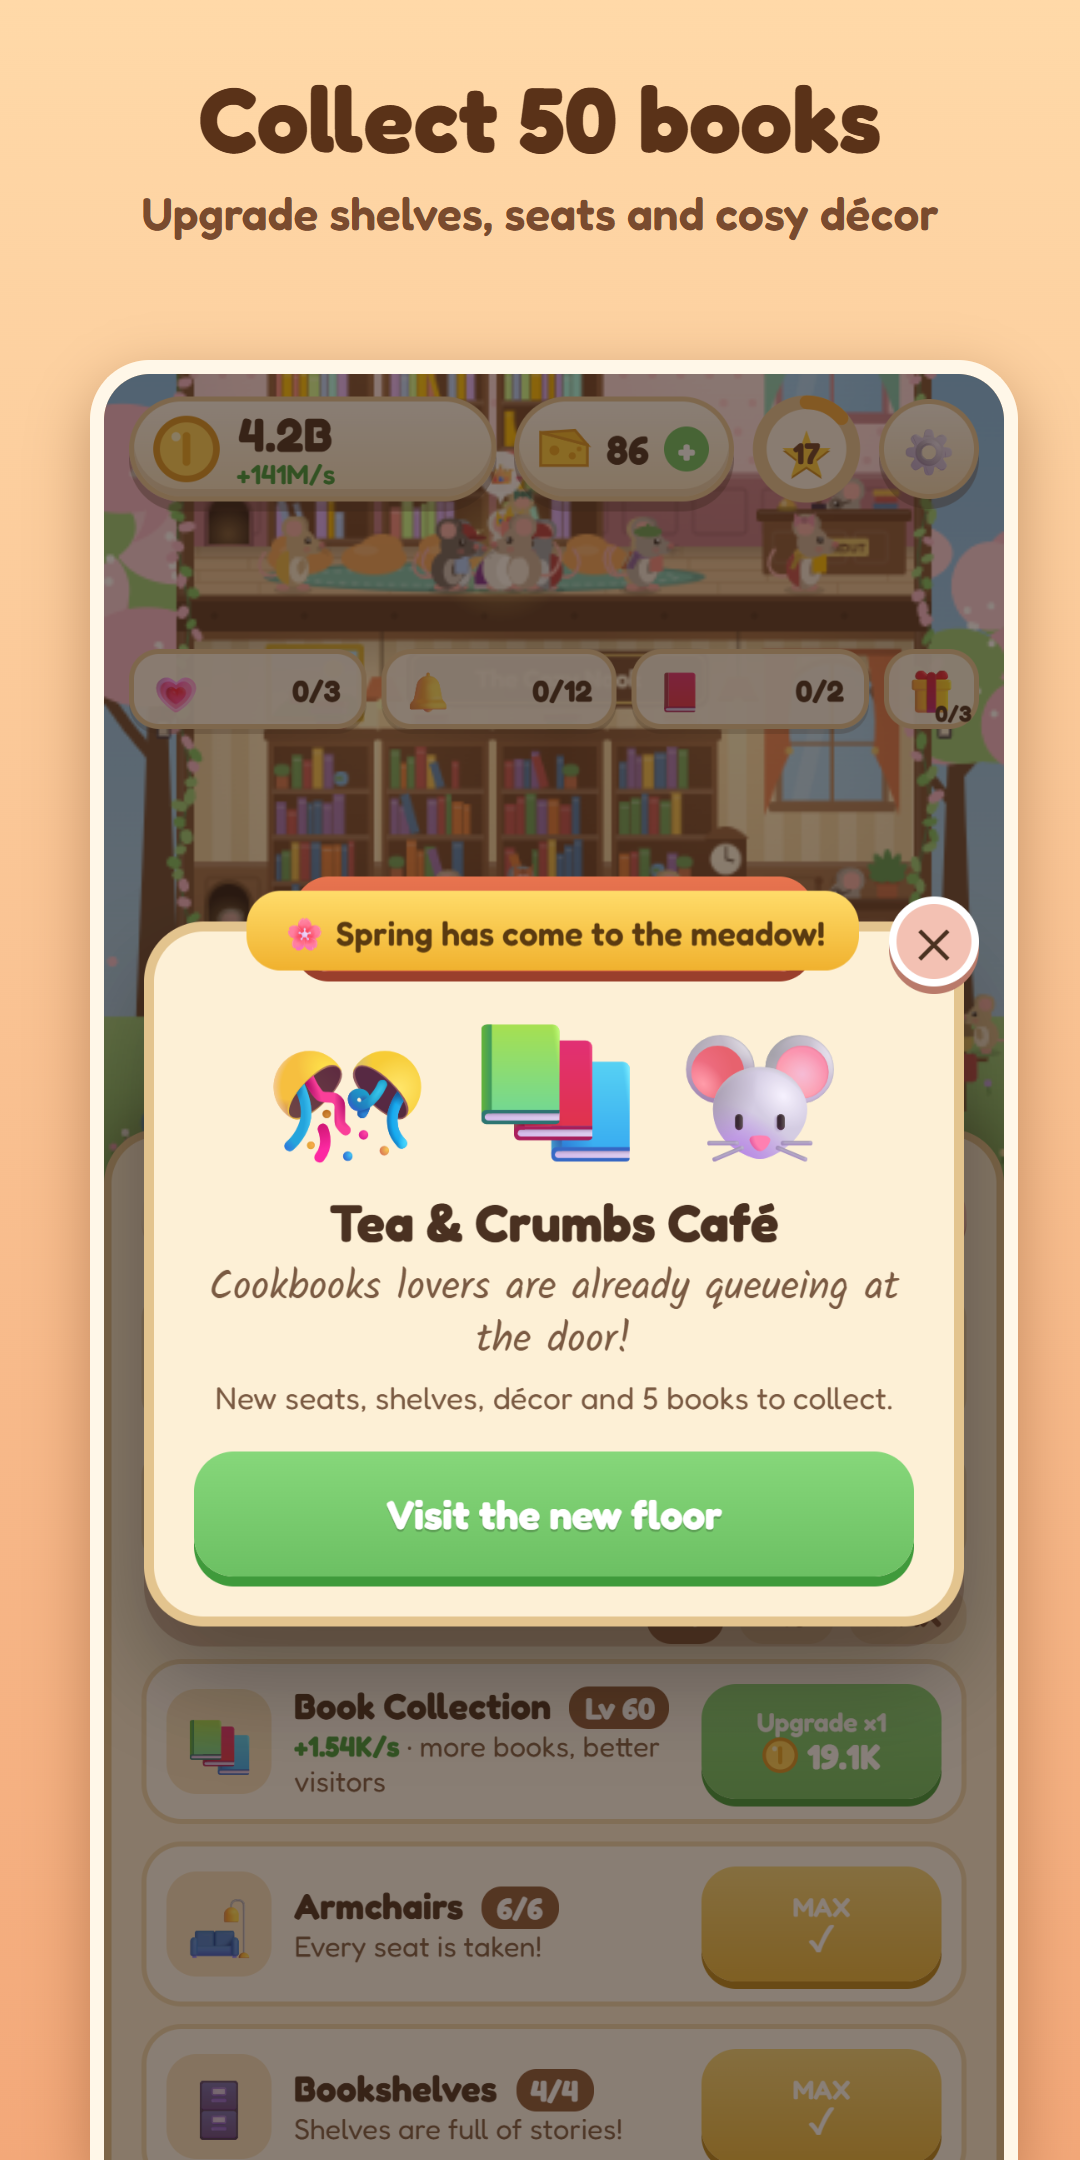 Collect 50 books
Upgrade shelves, seats and cosy décor
4.2B
+141M/s
86
17
0/3
0/12
0/2
0/3
Spring has come to the meadow!
Tea & Crumbs Café
Cookbooks lovers are already queueing at
the door!
New seats, shelves, décor and 5 books to collect.
Visit the new floor
Book Collection Lv 60
+1.54K/s · more books, better
visitors
Upgrade ×1
19.1K
Armchairs 6/6
Every seat is taken!
MAX
Bookshelves 4/4
Shelves are full of stories!
MAX